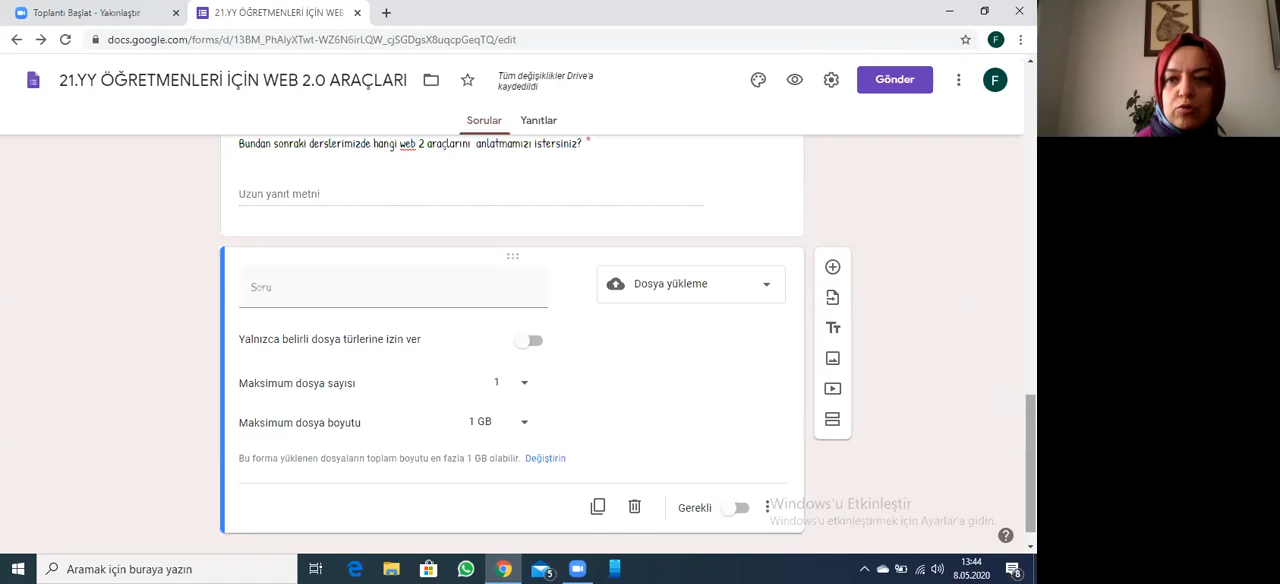 Toplantı Başlat - Yakınlaştır
21.YY ÖĞRETMENLERİ İÇİN WEB
docs.google.com/forms/d/13BM_PhAlyXTwt-WZ6N6irLQW_cjSGDgsX8uqcpGeqTQ/edit
F
21.YY ÖĞRETMENLERİ İÇİN WEB 2.0 ARAÇLARI
Tüm değişiklikler Drive'a
kaydedildi
Gönder
F
Sorular
Yanıtlar
Bundan sonraki derslerimizde hangi web 2 araçlarını anlatmamızı istersiniz? *
Uzun yanıt metni
Soru
Dosya yükleme
Tт
Yalnızca belirli dosya türlerine izin ver
Maksimum dosya sayısı
1
Maksimum dosya boyutu
1 GB
Bu forma yüklenen dosyaların toplam boyutu en fazla 1 GB olabilir. Değiştirin
Gerekli
Windows'u Etkinleştir
Windows'u etkinleştirmek için Ayarlar'a gidin.
Aramak için buraya yazın
5
13:44
8.05.2020
8